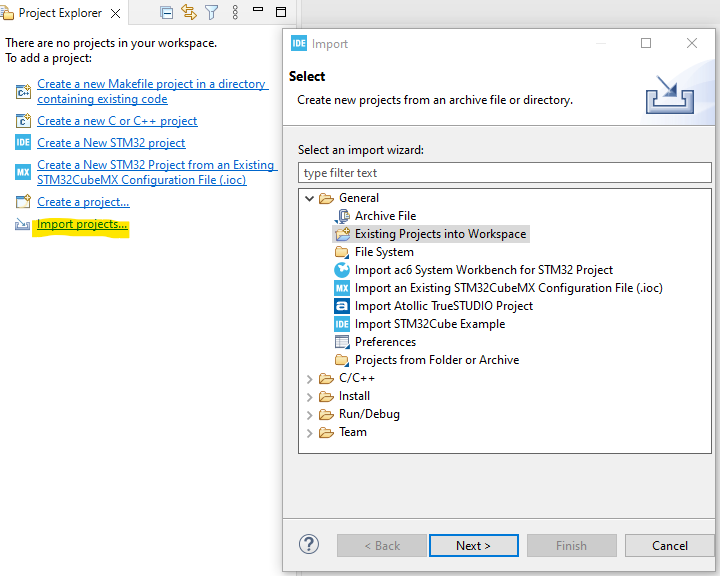 Project Explorer
There are no projects in your workspace.
To add a project:
Create a new Makefile project in a directory
containing existing code
Create a new C or C++ project
IDE Create a New STM32 project
MX Create a New STM32 Project from an Existing
STM32CubeMX Configuration File (.ioc)
Create a project...
Import projects...
IDE Import
Select
Create new projects from an archive file or directory.
Select an import wizard:
type filter text
General
Archive File
Existing Projects into Workspace
File System
Import ac6 System Workbench for STM32 Project
MX Import an Existing STM32CubeMX Configuration File (.ioc)
a Import Atollic TrueSTUDIO Project
IDE Import STM32Cube Example
Preferences
Projects from Folder or Archive
C/C++
Install
Run/Debug
Team
? < Back Next > Finish Cancel